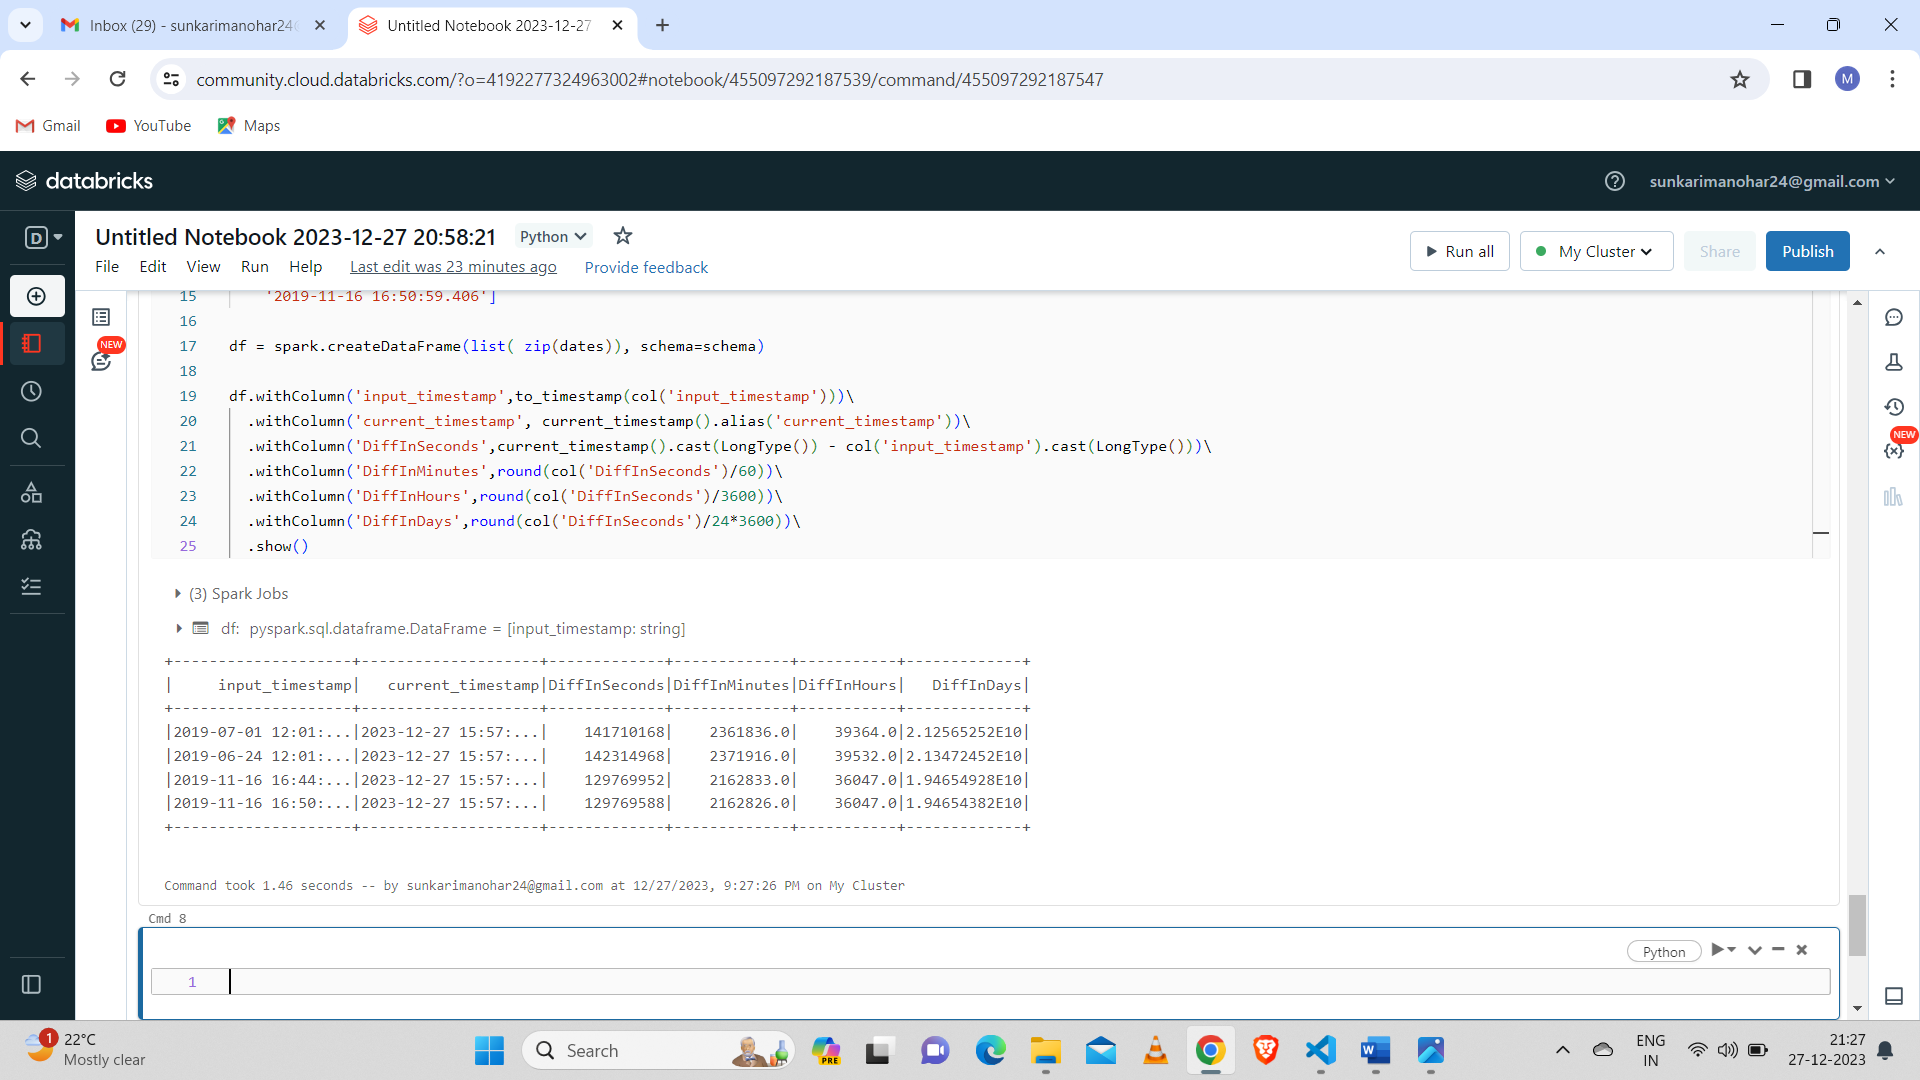 Inbox (29) - sunkarimanohar24@
Untitled Notebook 2023-12-27
community.cloud.databricks.com/?o=4192277324963002#notebook/455097292187539/command/455097292187547
M
Gmail
YouTube
Maps
databricks
sunkarimanohar24@gmail.com
D
Untitled Notebook 2023-12-27 20:58:21
Python
File
Edit
View
Run
Help
Last edit was 23 minutes ago
Provide feedback
Run all
My Cluster
Share
Publish
NEW
NEW
15 '2019-11-16 16:50:59.406']
16
17 df = spark.createDataFrame(list( zip(dates)), schema=schema)
18
19 df.withColumn('input_timestamp',to_timestamp(col('input_timestamp')))\
20 .withColumn('current_timestamp', current_timestamp().alias('current_timestamp'))\
21 .withColumn('DiffInSeconds',current_timestamp().cast(LongType()) - col('input_timestamp').cast(LongType()))\
22 .withColumn('DiffInMinutes',round(col('DiffInSeconds')/60))\
23 .withColumn('DiffInHours',round(col('DiffInSeconds')/3600))\
24 .withColumn('DiffInDays',round(col('DiffInSeconds')/24*3600))\
25 .show()
(3) Spark Jobs
df: pyspark.sql.dataframe.DataFrame = [input_timestamp: string]
+--------------------+--------------------+-------------+-------------+-----------+-------------+
|     input_timestamp|   current_timestamp|DiffInSeconds|DiffInMinutes|DiffInHours|   DiffInDays|
+--------------------+--------------------+-------------+-------------+-----------+-------------+
|2019-07-01 12:01:...|2023-12-27 15:57:...|    141710168|    2361836.0|    39364.0|2.12565252E10|
|2019-06-24 12:01:...|2023-12-27 15:57:...|    142314968|    2371916.0|    39532.0|2.13472452E10|
|2019-11-16 16:44:...|2023-12-27 15:57:...|    129769952|    2162833.0|    36047.0|1.94654928E10|
|2019-11-16 16:50:...|2023-12-27 15:57:...|    129769588|    2162826.0|    36047.0|1.94654382E10|
+--------------------+--------------------+-------------+-------------+-----------+-------------+
Command took 1.46 seconds -- by sunkarimanohar24@gmail.com at 12/27/2023, 9:27:26 PM on My Cluster
Cmd 8
Python
1
1
22°C
Mostly clear
Search
PRE
ENG
IN
21:27
27-12-2023